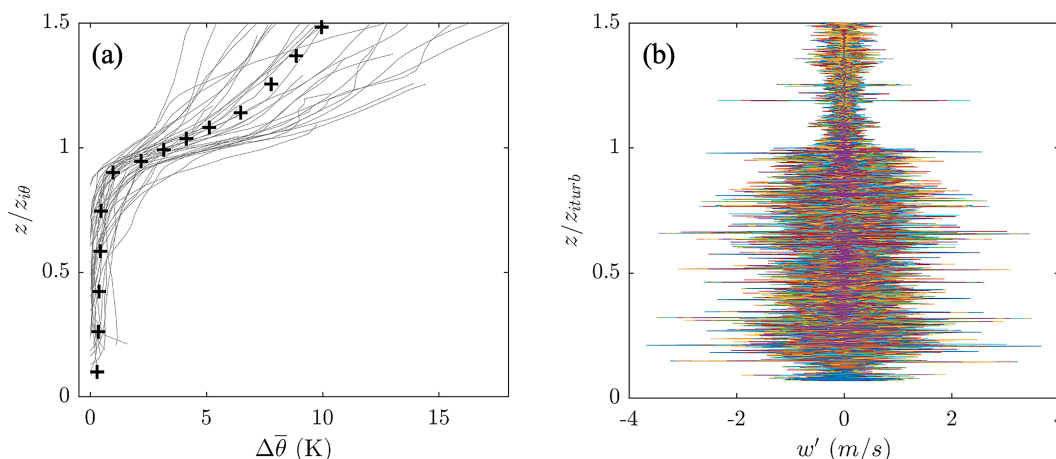 (a)
1.5
1
0.5
0
z/z_{iθ}
0 5 10 15
Δθ̅ (K)
(b)
1.5
1
0.5
0
z/z_{iturb}
-4 -2 0 2 4
w′ (m/s)